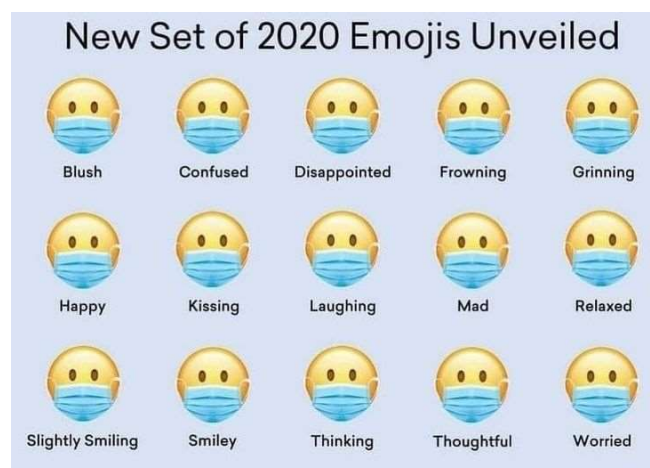 New Set of 2020 Emojis Unveiled
Blush Confused Disappointed Frowning Grinning
Happy Kissing Laughing Mad Relaxed
Slightly Smiling Smiley Thinking Thoughtful Worried